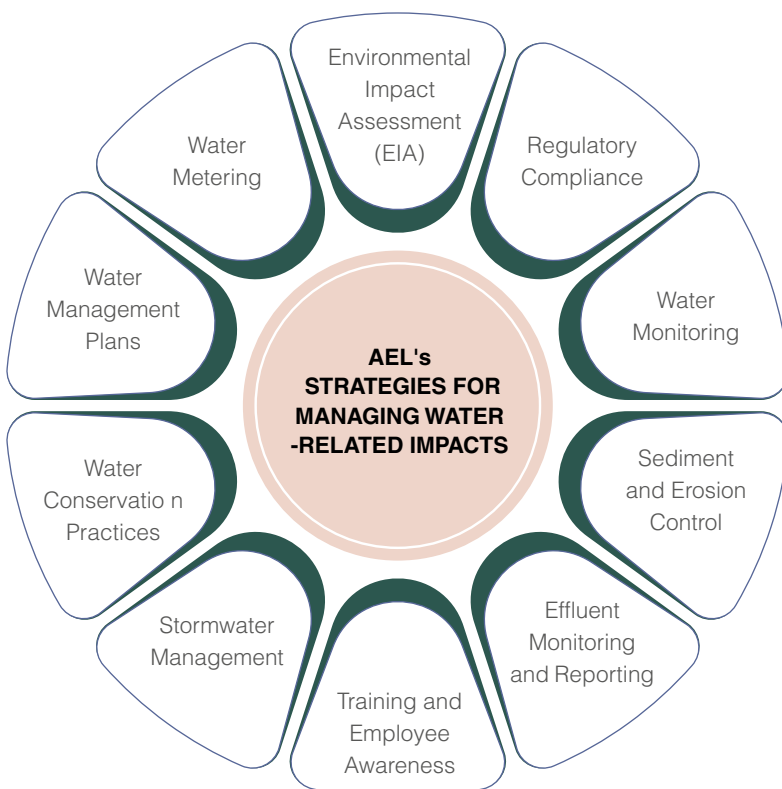 Environmental
Impact
Assessment
(EIA)
Regulatory
Compliance
Water
Monitoring
Sediment
and Erosion
Control
Effluent
Monitoring
and Reporting
Training and
Employee
Awareness
Stormwater
Management
Water
Conservatio n
Practices
Water
Management
Plans
Water
Metering
AEL's
STRATEGIES FOR
MANAGING WATER
-RELATED IMPACTS